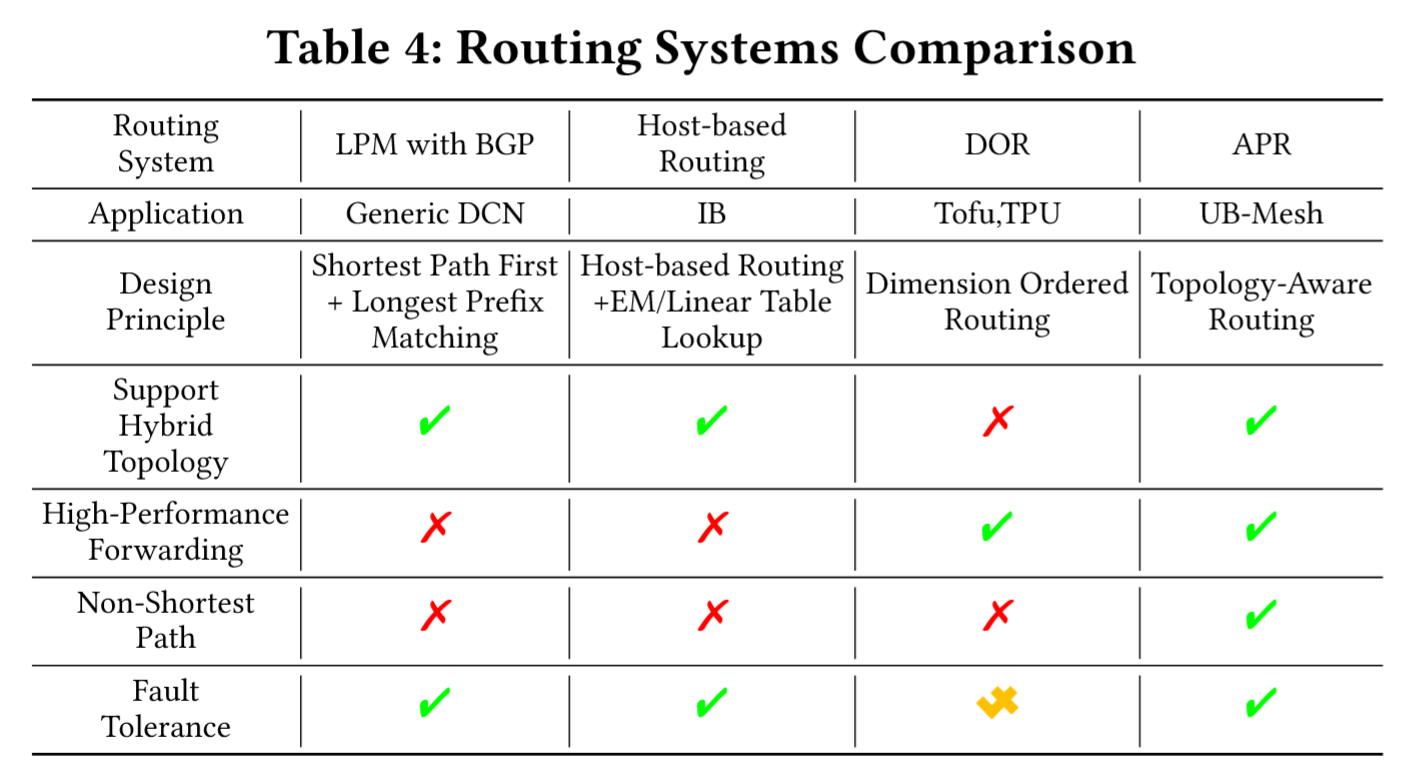 Table 4: Routing Systems Comparison
Routing
System
LPM with BGP
Host-based
Routing
DOR
APR
Application
Generic DCN
IB
Tofu,TPU
UB-Mesh
Design
Principle
Shortest Path First
+ Longest Prefix
Matching
Host-based Routing
+EM/Linear Table
Lookup
Dimension Ordered
Routing
Topology-Aware
Routing
Support
Hybrid
Topology
✓
✓
✗
✓
High-Performance
Forwarding
✗
✗
✓
✓
Non-Shortest
Path
✗
✗
✗
✓
Fault
Tolerance
✓
✓
✓✗
✓